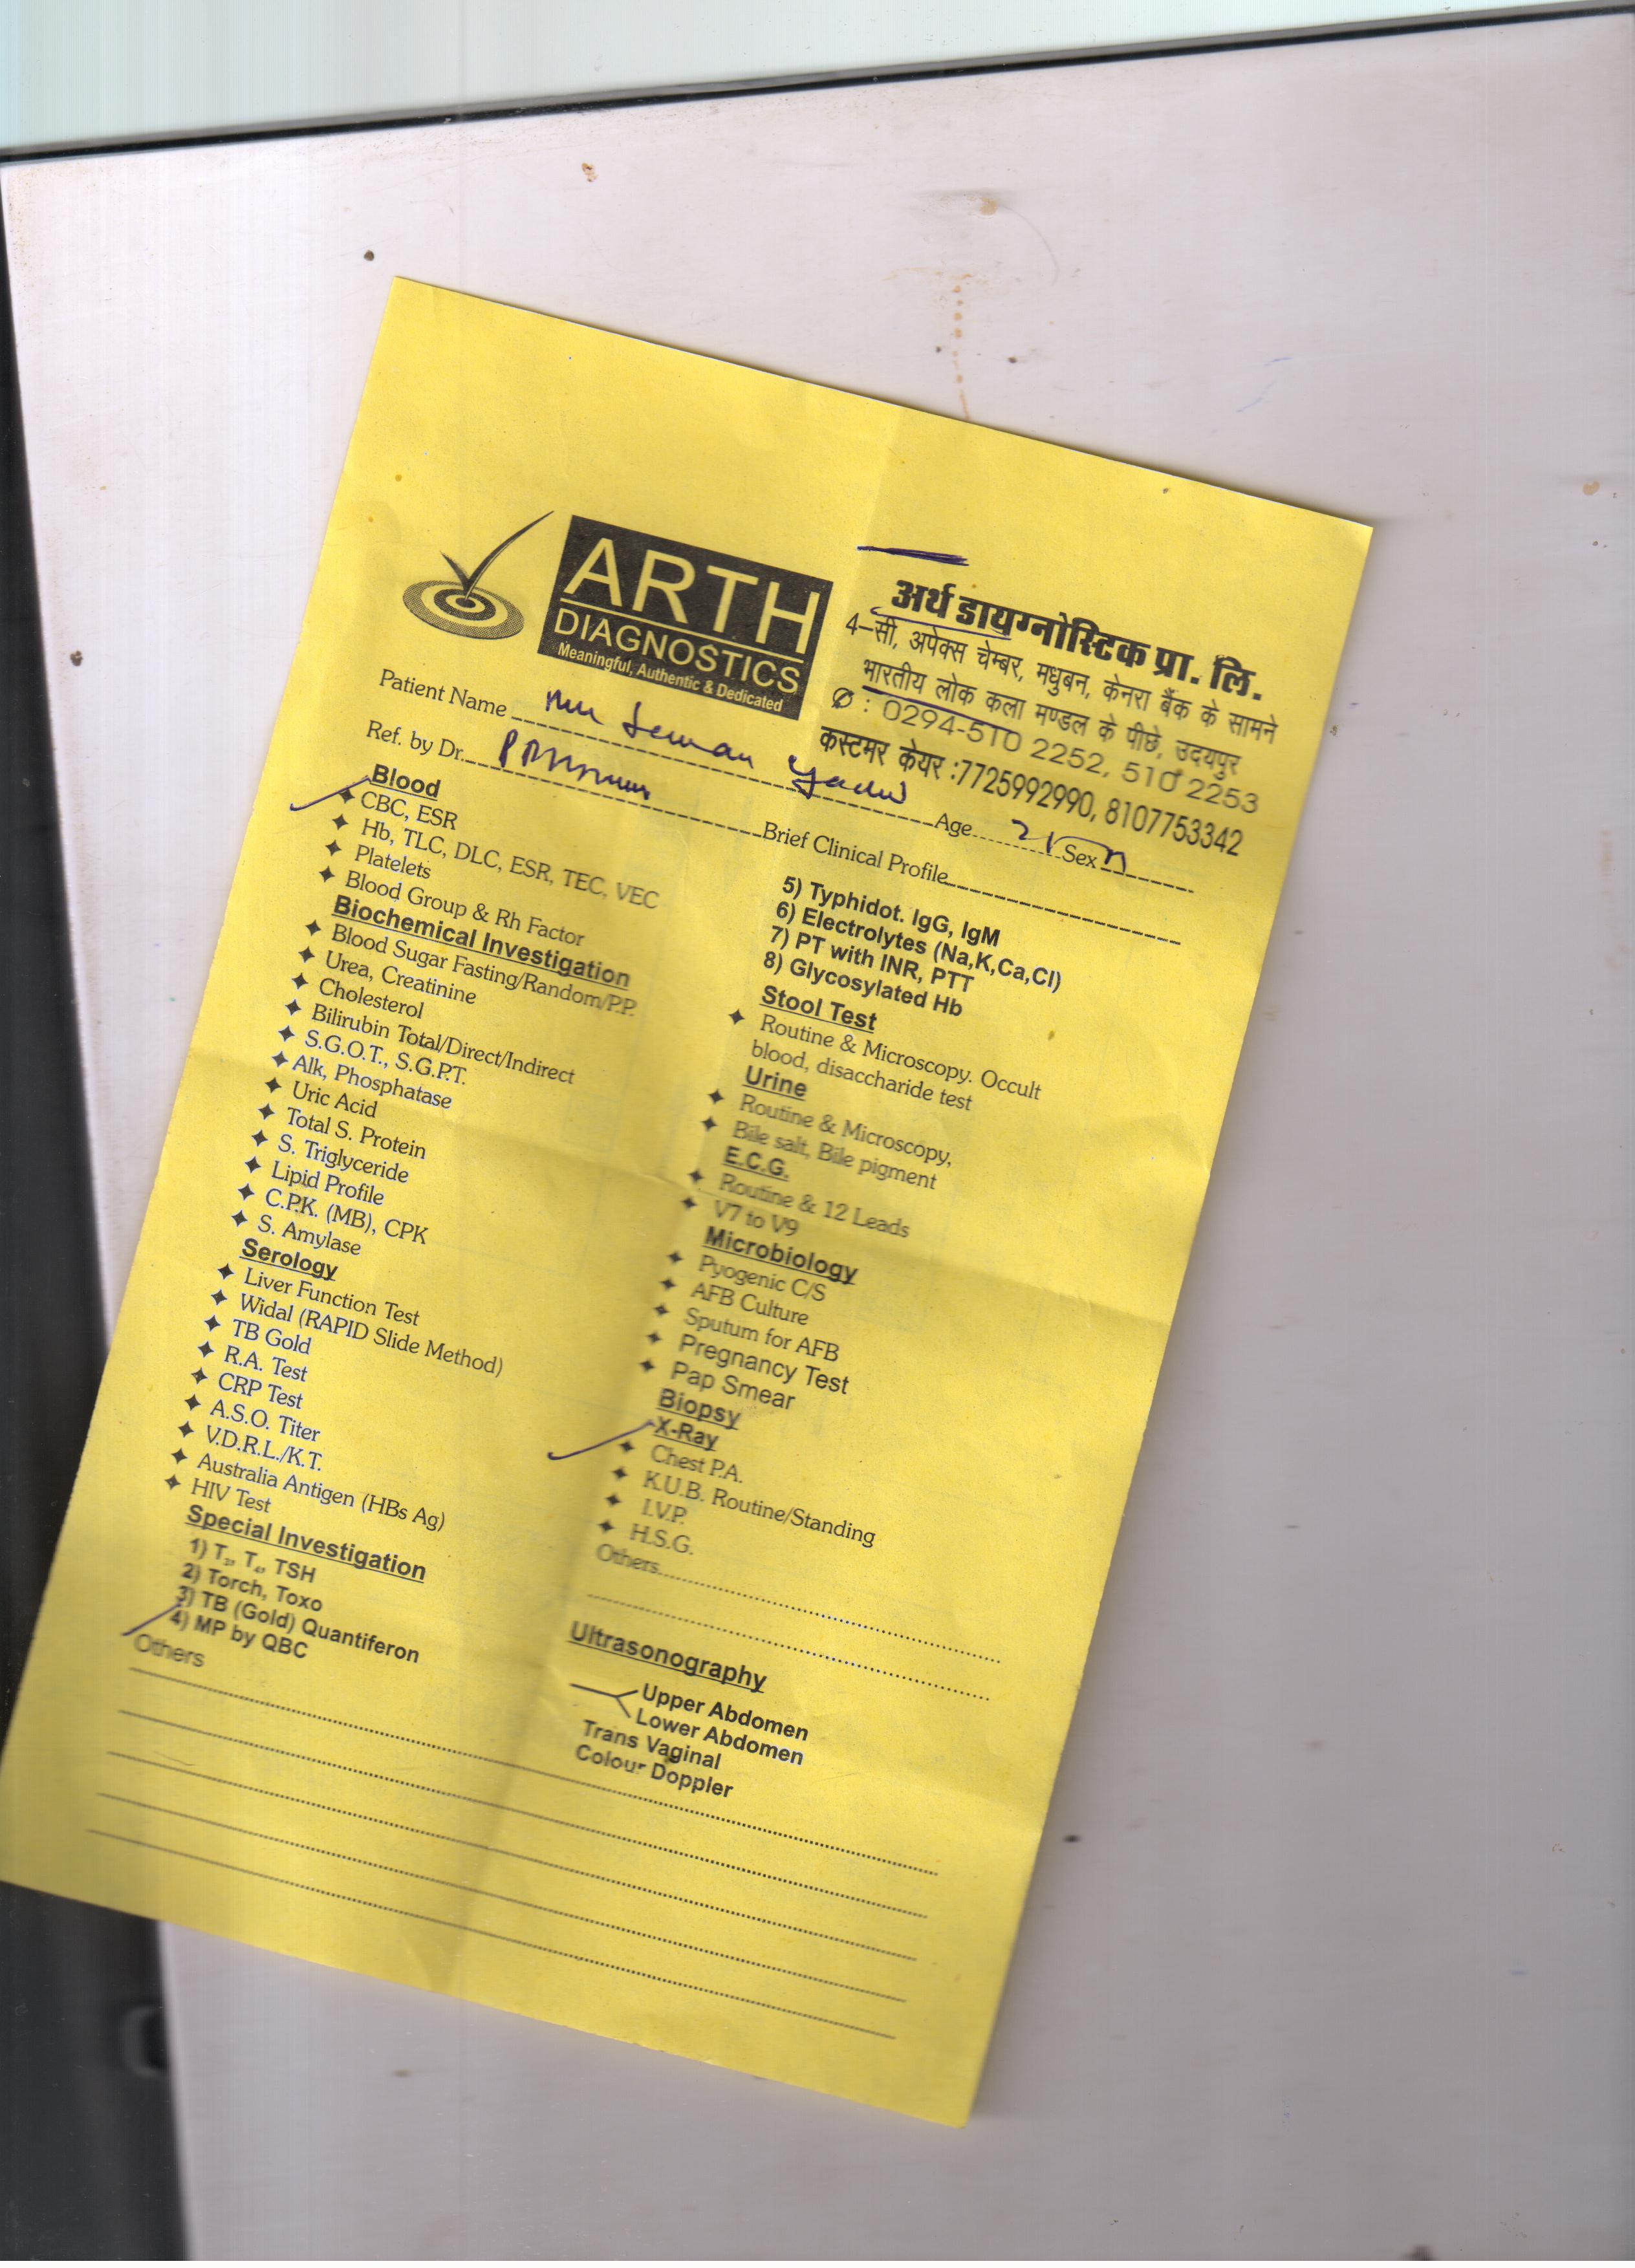 ARTH
DIAGNOSTICS
Meaningful, Authentic & Dedicated
अर्थ डायग्नोस्टिक प्रा. लि.
4-सी, अपेक्स चेम्बर, मधुबन, केनरा बैंक के सामने
भारतीय लोक कला मण्डल के पीछे, उदयपुर
: 0294-510 2252, 510 2253
कस्टमर केयर :7725992990, 8107753342
Patient Name
Age Sex
Ref. by Dr. Brief Clinical Profile
Blood
CBC, ESR
Hb, TLC, DLC, ESR, TEC, VEC
Platelets
Blood Group & Rh Factor
Biochemical Investigation
Blood Sugar Fasting/Random/P.P.
Urea, Creatinine
Cholesterol
Bilirubin Total/Direct/Indirect
S.G.O.T., S.G.P.T.
Alk, Phosphatase
Uric Acid
Total S. Protein
S. Triglyceride
Lipid Profile
C.P.K. (MB), CPK
S. Amylase
Serology
Liver Function Test
Widal (RAPID Slide Method)
TB Gold
R.A. Test
CRP Test
A.S.O. Titer
V.D.R.L./K.T.
Australia Antigen (HBs Ag)
HIV Test
Special Investigation
1) T3, T4, TSH
2) Torch, Toxo
3) TB (Gold) Quantiferon
4) MP by QBC
Others
5) Typhidot. IgG, IgM
6) Electrolytes (Na,K,Ca,Cl)
7) PT with INR, PTT
8) Glycosylated Hb
Stool Test
Routine & Microscopy. Occult
blood, disaccharide test
Urine
Routine & Microscopy,
Bile salt, Bile pigment
E.C.G.
Routine & 12 Leads
V7 to V9
Microbiology
Pyogenic C/S
AFB Culture
Sputum for AFB
Pregnancy Test
Pap Smear
Biopsy
X-Ray
Chest P.A.
K.U.B. Routine/Standing
I.V.P.
H.S.G.
Others
Ultrasonography
Upper Abdomen
Lower Abdomen
Trans Vaginal
Colour Doppler